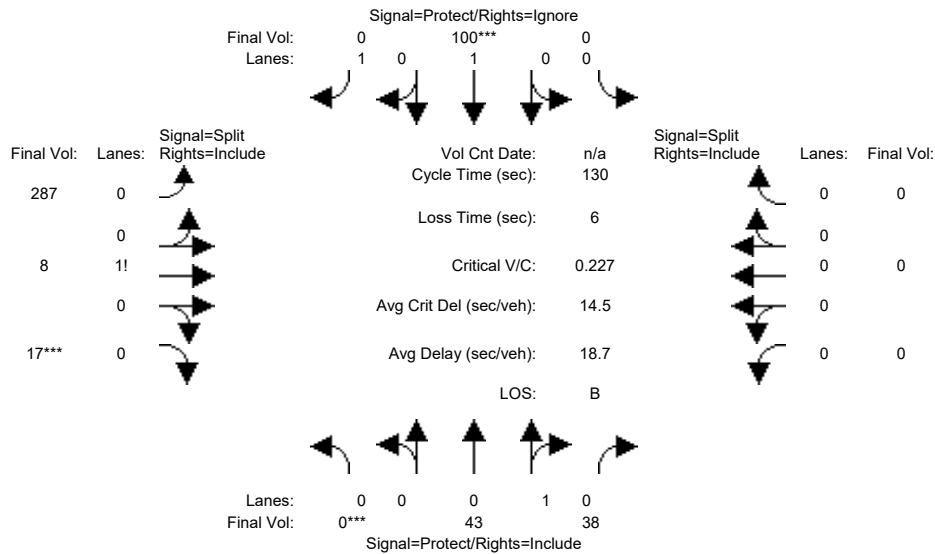 Signal=Protect/Rights=Ignore
Final Vol: 0 100*** 0
Lanes: 1 0 1 0 0
Signal=Split
Final Vol: Lanes: Rights=Include
Vol Cnt Date: n/a
Signal=Split
Rights=Include Lanes: Final Vol:
Cycle Time (sec): 130
287 0
0 0
Loss Time (sec): 6
0
0
8 1!
Critical V/C: 0.227
0 0
0
Avg Crit Del (sec/veh): 14.5
0
17*** 0
Avg Delay (sec/veh): 18.7
0 0
LOS: B
Lanes: 0 0 0 1 0
Final Vol: 0*** 43 38
Signal=Protect/Rights=Include